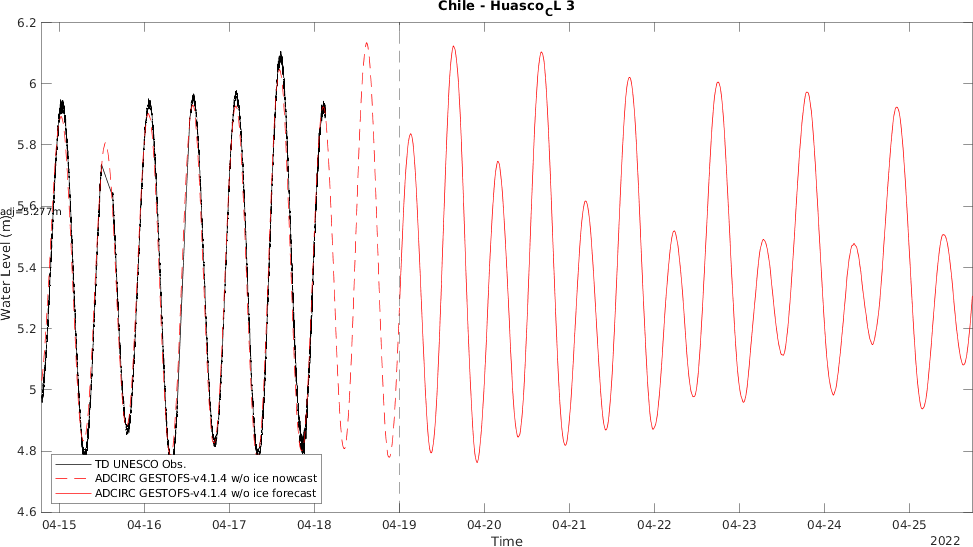 Chile - Huasco_CL 3
6.2
6
5.8
5.6
adj=5.277m
5.4
5.2
5
4.8
4.6
Water Level (m)
TD UNESCO Obs.
ADCIRC GESTOFS-v4.1.4 w/o ice nowcast
ADCIRC GESTOFS-v4.1.4 w/o ice forecast
04-15 04-16 04-17 04-18 04-19 04-20 04-21 04-22 04-23 04-24 04-25
Time
2022